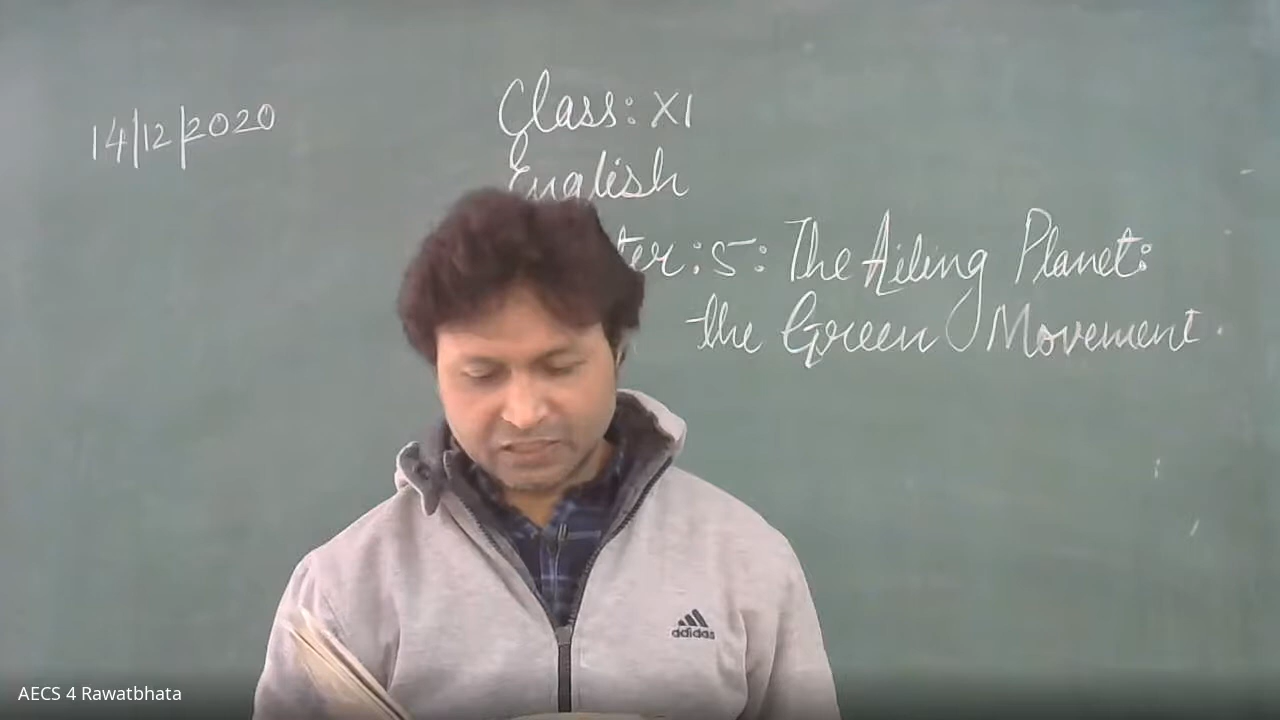 14/12/2020
Class: XI
English
ter: 5: The Ailing Planet:
the Green Movement.
adidas
AECS 4 Rawatbhata